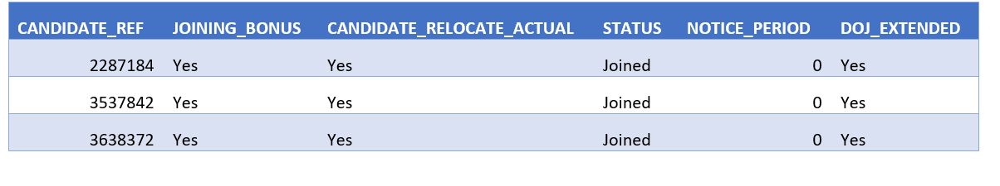 CANDIDATE_REF JOINING_BONUS CANDIDATE_RELOCATE_ACTUAL STATUS NOTICE_PERIOD DOJ_EXTENDED
2287184 Yes Yes Joined 0 Yes
3537842 Yes Yes Joined 0 Yes
3638372 Yes Yes Joined 0 Yes